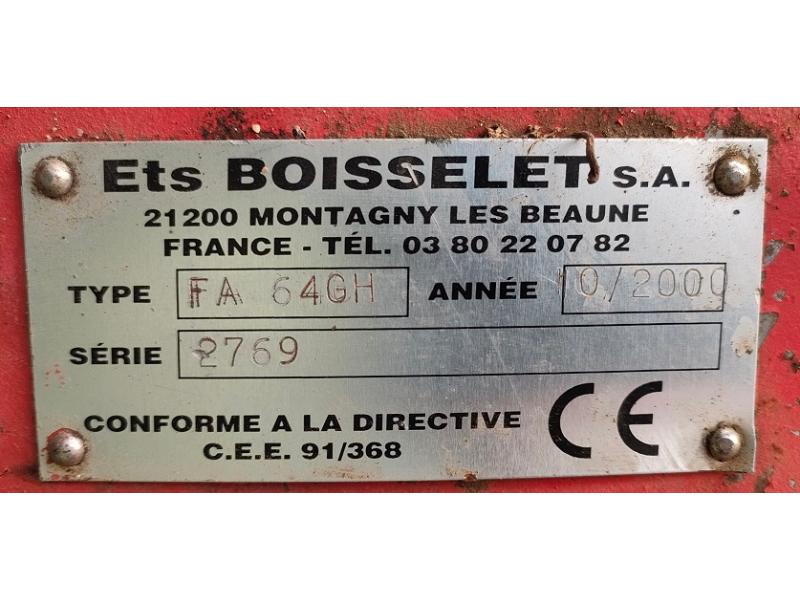 Ets BOISSELET S.A.
21200 MONTAGNY LES BEAUNE
FRANCE - TÉL. 03 80 22 07 82
TYPE FA 64GH ANNÉE 10/2000
SÉRIE 2769
CONFORME A LA DIRECTIVE
C.E.E. 91/368
CE